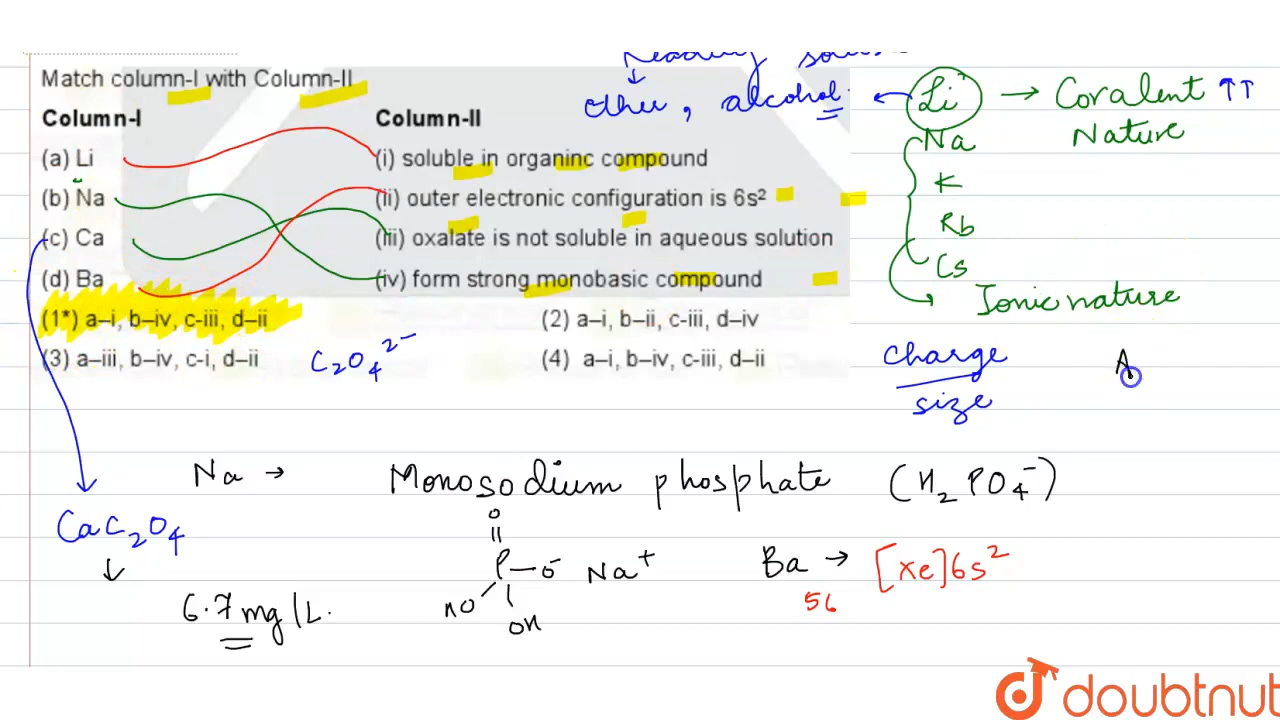 soluble
ether, alcohol
Li → Covalent ↑↑
Nature
Na
K
Rb
Cs
Ionic nature
Match column-I with Column-II
Column-I Column-II
(a) Li (i) soluble in organinc compound
(b) Na (ii) outer electronic configuration is 6s²
(c) Ca (iii) oxalate is not soluble in aqueous solution
(d) Ba (iv) form strong monobasic compound
(1*) a–i, b–iv, c-iii, d–ii (2) a–i, b–ii, c-iii, d–iv
(3) a–iii, b–iv, c-i, d–ii (4) a–i, b–iv, c-iii, d–ii
C₂O₄²⁻
charge
size
A
Na → Monosodium phosphate (H₂PO₄⁻)
CaC₂O₄
↓
6.7 mg/L.
O
||
P – O⁻ Na⁺
HO
OH
Ba → [Xe]6s²
56
doubtnut